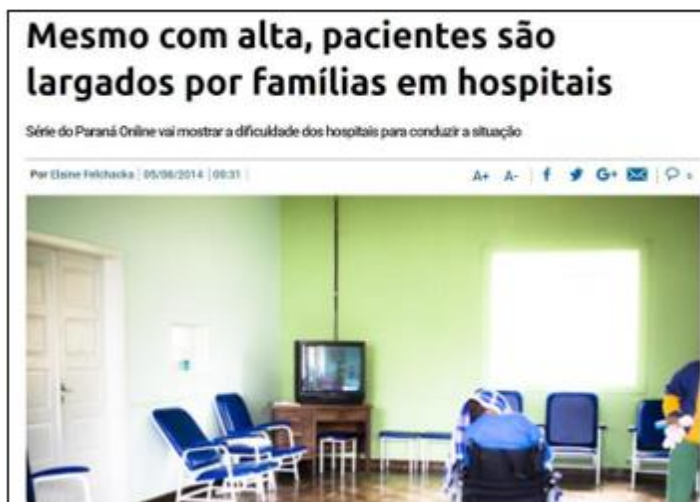 Mesmo com alta, pacientes são
largados por famílias em hospitais
Série do Paraná Online vai mostrar a dificuldade dos hospitais para conduzir a situação
Por Elaine Felchacka | 05/06/2014 | 00:31 |
A+ A- | f G+ |